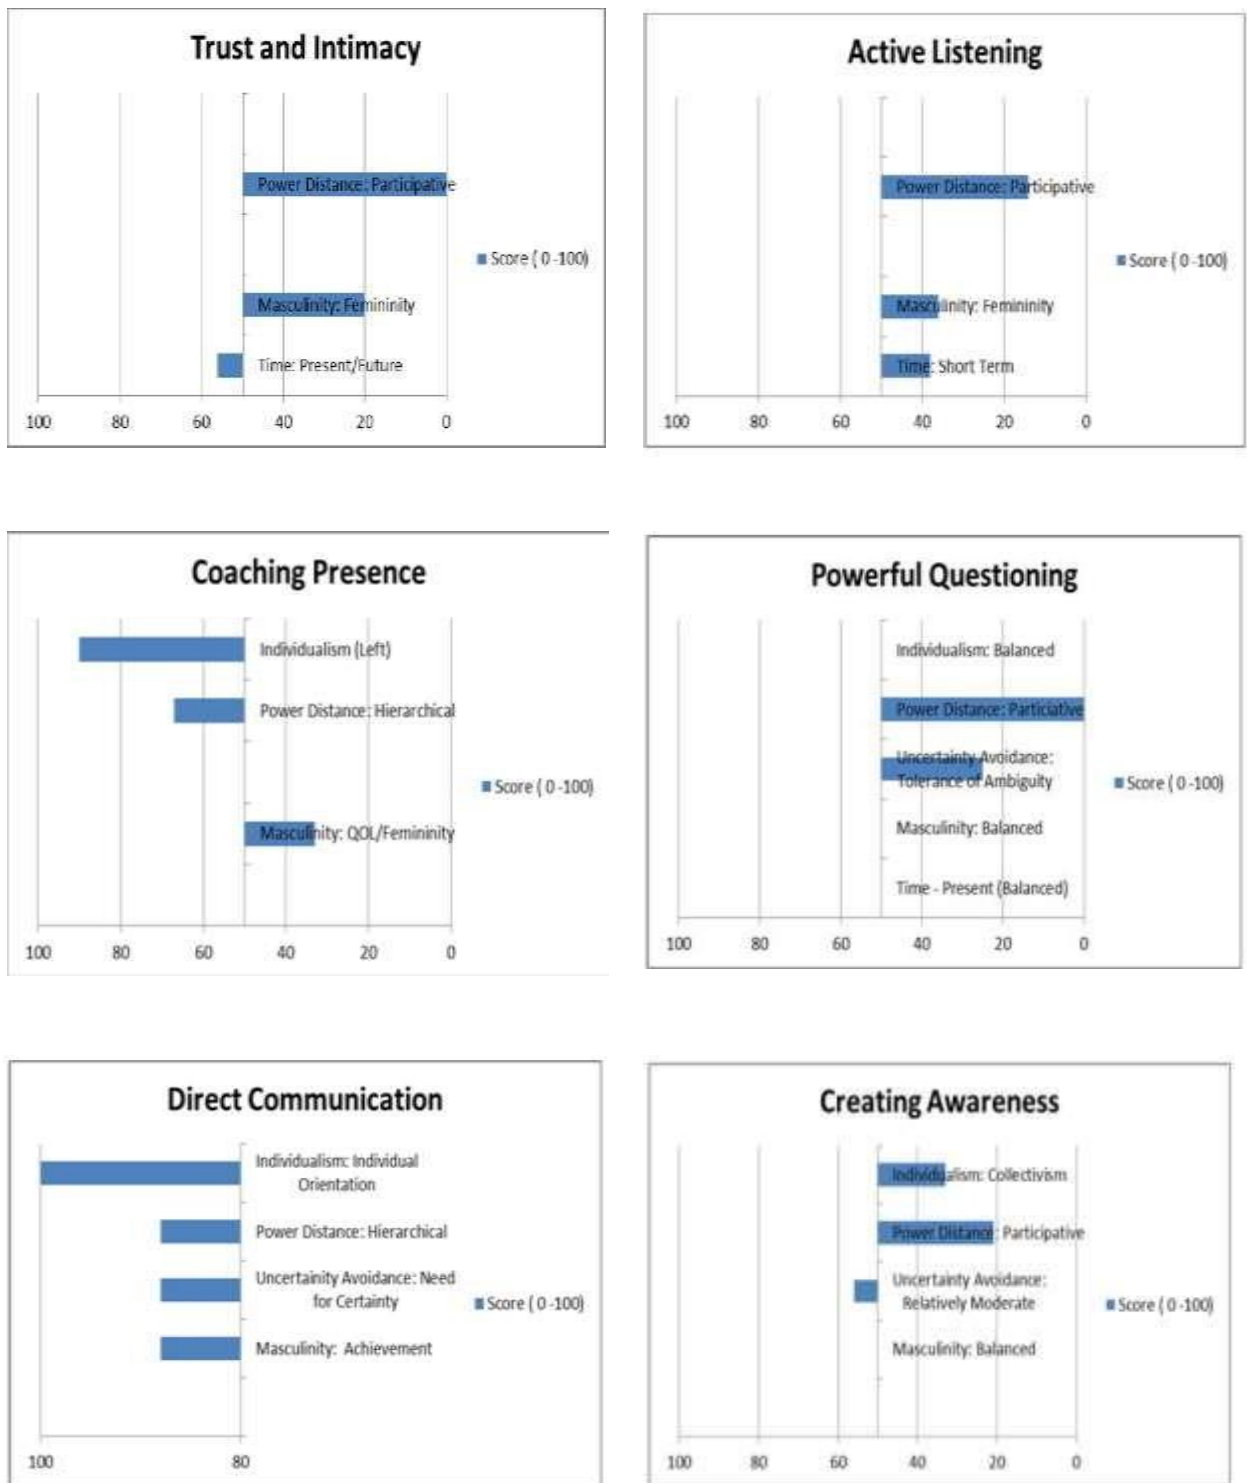 Trust and Intimacy
Power Distance: Participative
Score ( 0 -100)
Masculinity: Femininity
Time: Present/Future
100 80 60 40 20 0
Active Listening
Power Distance: Participative
Score ( 0 -100)
Masculinity: Femininity
Time: Short Term
100 80 60 40 20 0
Coaching Presence
Individualism (Left)
Power Distance: Hierarchical
Score ( 0 -100)
Masculinity: QOL/Femininity
100 80 60 40 20 0
Powerful Questioning
Individualism: Balanced
Power Distance: Particiative
Uncertainty Avoidance:
Tolerance of Ambiguity
Score ( 0 -100)
Masculinity: Balanced
Time - Present (Balanced)
100 80 60 40 20 0
Direct Communication
Individualism: Individual
Orientation
Power Distance: Hierarchical
Uncertainity Avoidance: Need
for Certainty
Score ( 0 -100)
Masculinity: Achievement
100 80
Creating Awareness
Individualism: Collectivism
Power Distance: Participative
Uncertainty Avoidance:
Relatively Moderate
Score ( 0 -100)
Masculinity: Balanced
100 80 60 40 20 0